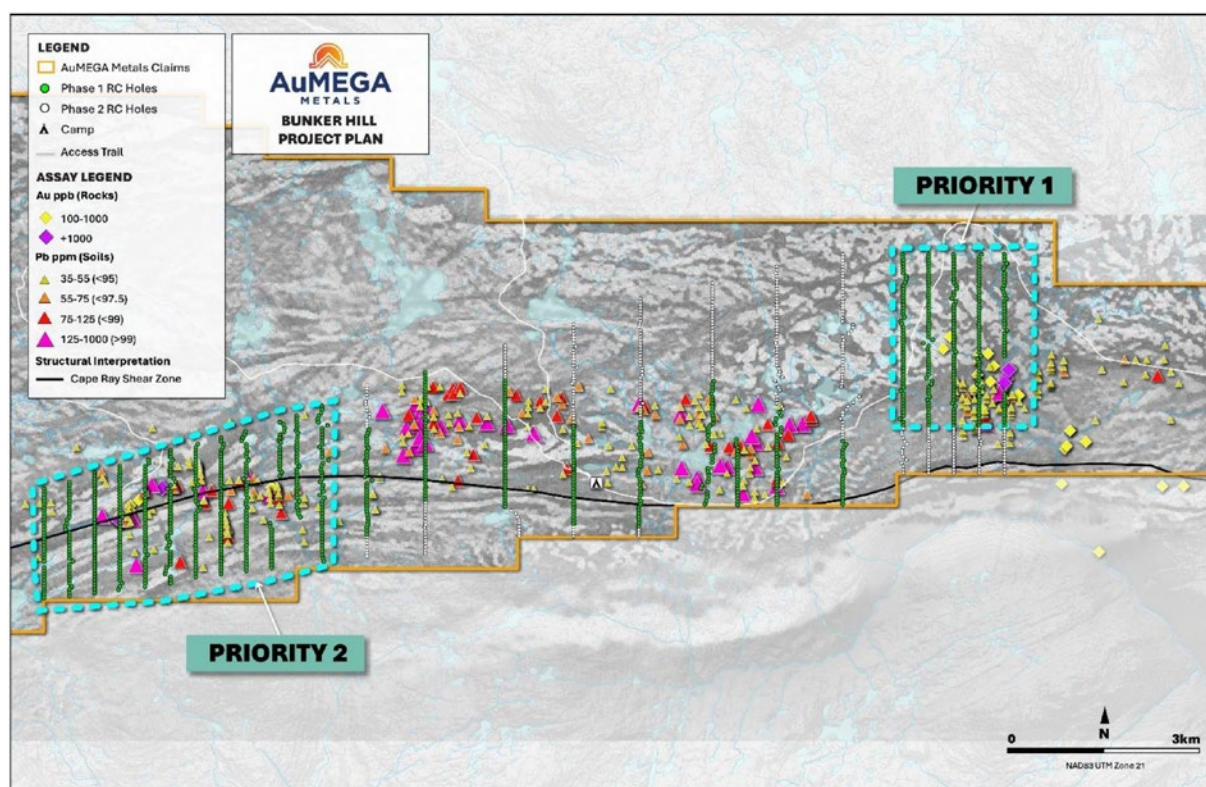 LEGEND
AuMEGA Metals Claims
Phase 1 RC Holes
Phase 2 RC Holes
Camp
Access Trail
ASSAY LEGEND
Au ppb (Rocks)
100-1000
+1000
Pb ppm (Soils)
35-55 (<95)
55-75 (<97.5)
75-125 (<99)
125-1000 (>99)
Structural Interpretation
Cape Ray Shear Zone
AuMEGA
METALS
BUNKER HILL
PROJECT PLAN
PRIORITY 1
PRIORITY 2
N
0 3km
NAD83 UTM Zone 21